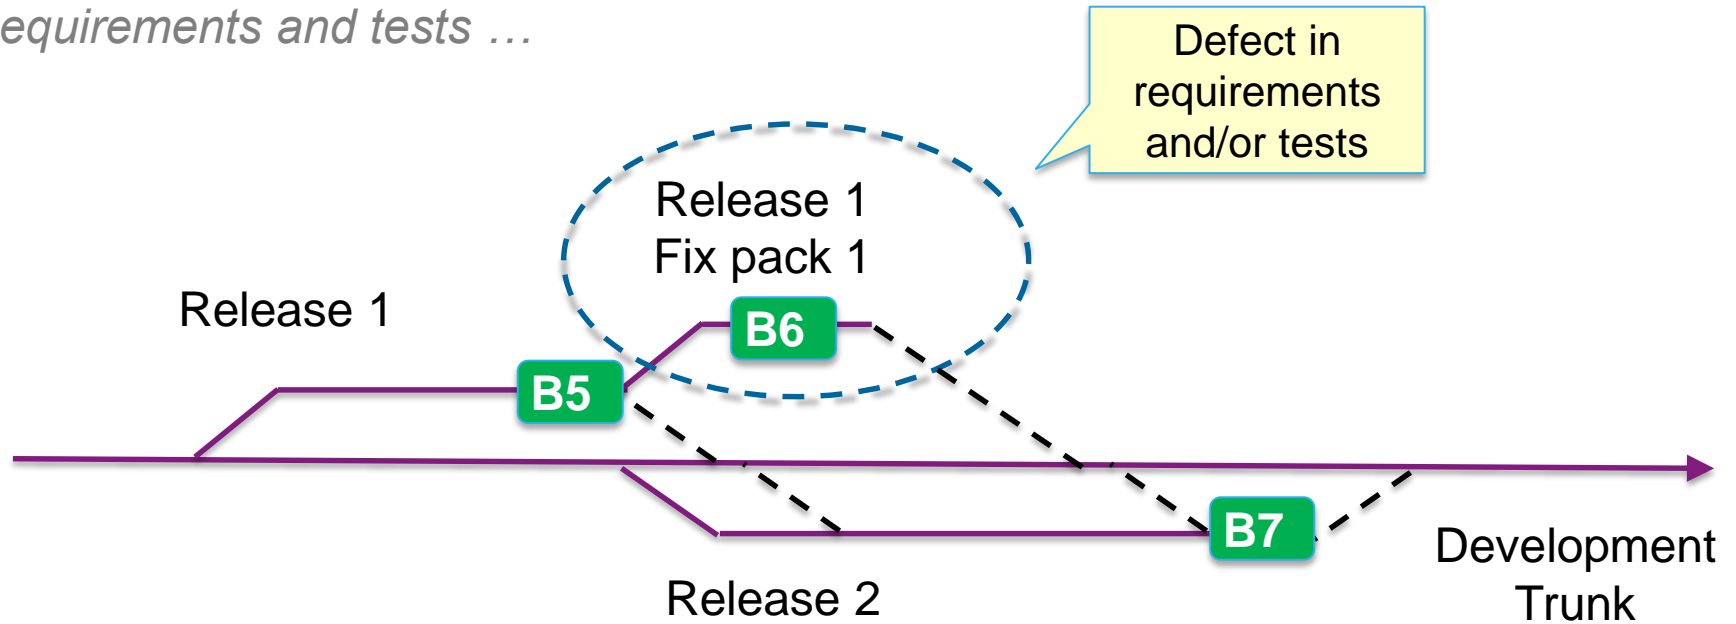 equirements and tests …
Defect in
requirements
and/or tests
Release 1
Fix pack 1
Release 1
B6
B5
B7
Development
Trunk
Release 2